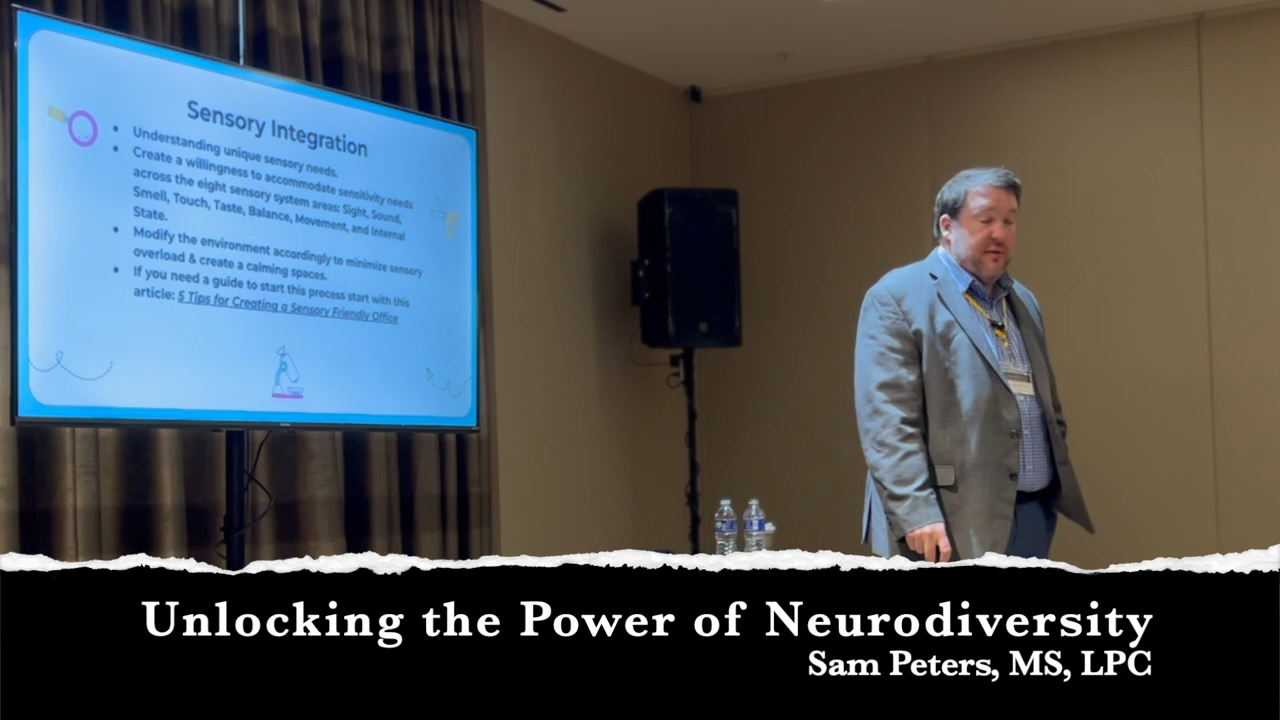 Sensory Integration
• Understanding unique sensory needs.
• Create a willingness to accommodate sensitivity needs
across the eight sensory system areas: Sight, Sound,
Smell, Touch, Taste, Balance, Movement, and Internal
State.
• Modify the environment accordingly to minimize sensory
overload & create a calming spaces.
• If you need a guide to start this process start with this
article: 5 Tips for Creating a Sensory Friendly Office
Unlocking the Power of Neurodiversity
Sam Peters, MS, LPC